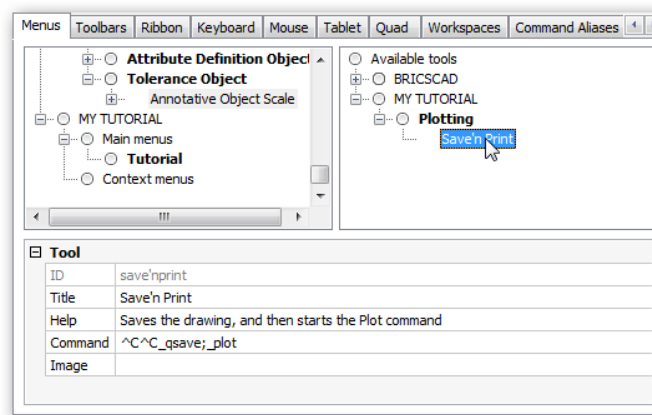 Menus Toolbars Ribbon Keyboard Mouse Tablet Quad Workspaces Command Aliases
Attribute Definition Object
Tolerance Object
Annotative Object Scale
MY TUTORIAL
Main menus
Tutorial
Context menus
Available tools
BRICSCAD
MY TUTORIAL
Plotting
Save'n Print
Tool
ID save'nprint
Title Save'n Print
Help Saves the drawing, and then starts the Plot command
Command ^C^C_qsave;_plot
Image